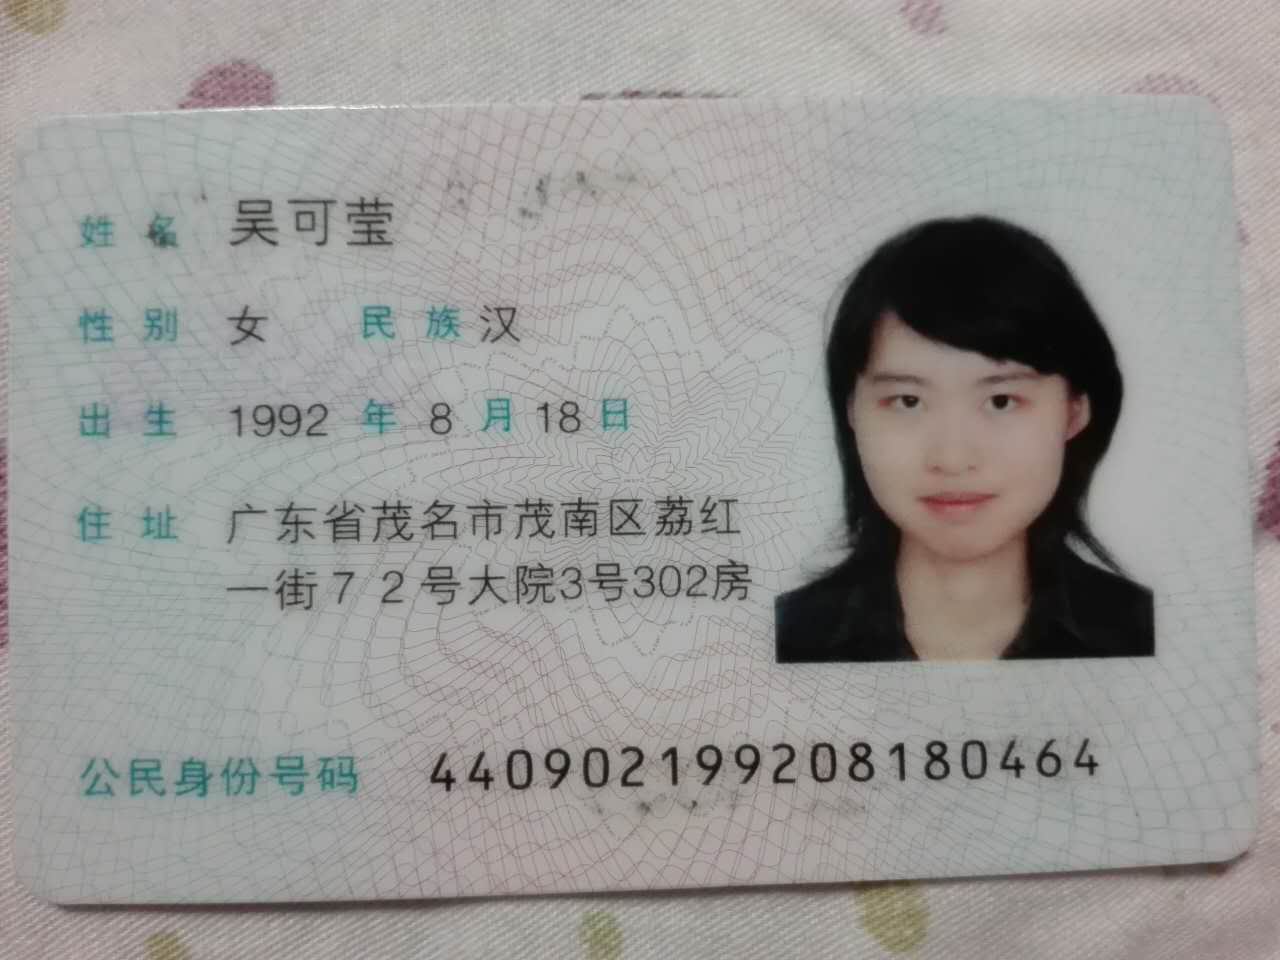 姓名 吴可莹
性别 女 民族 汉
出生 1992 年 8 月 18 日
住址 广东省茂名市茂南区荔红
一街72号大院3号302房
公民身份号码 440902199208180464